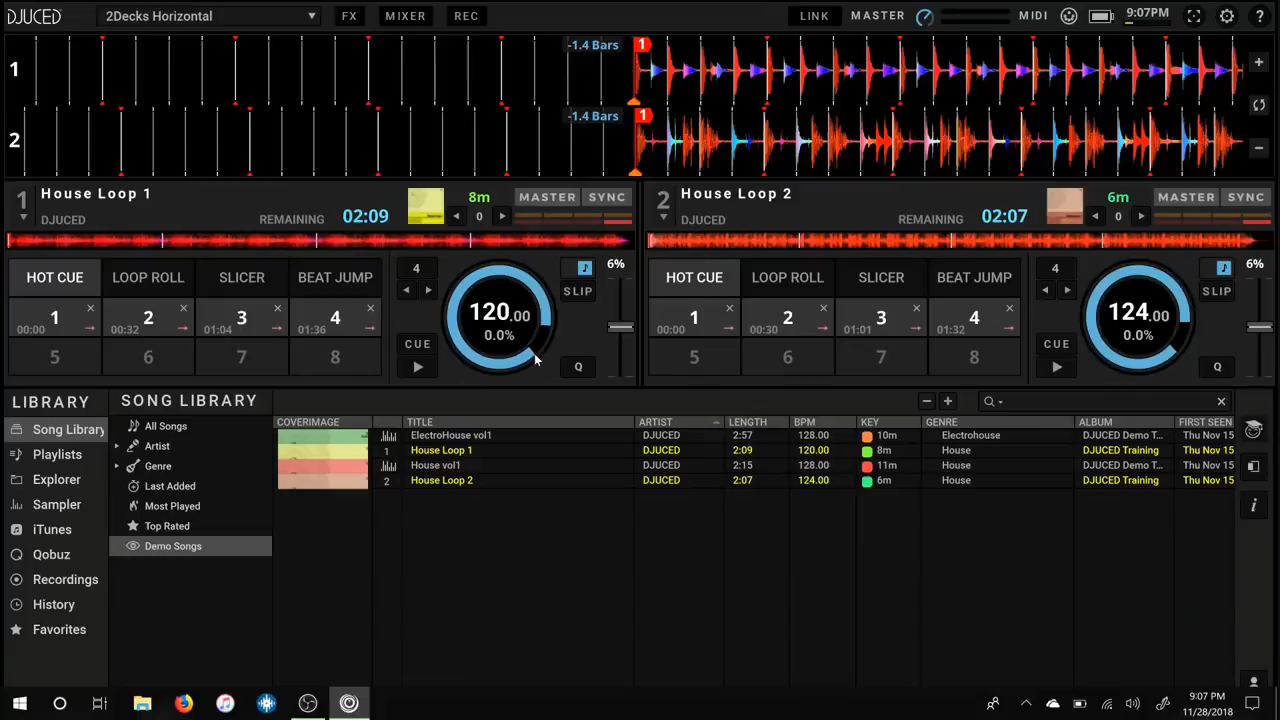 DJUCED 2Decks Horizontal FX MIXER REC LINK MASTER MIDI 9:07PM ?
1 -1.4 Bars 1 +
2 -1.4 Bars 1 −
1 House Loop 1 8m MASTER SYNC
DJUCED REMAINING 02:09 0
2 House Loop 2 6m MASTER SYNC
DJUCED REMAINING 02:07 0
HOT CUE LOOP ROLL SLICER BEAT JUMP 4 6%
SLIP
1 00:00 2 00:32 3 01:04 4 01:36
120.00
0.0%
CUE
5 6 7 8 Q
HOT CUE LOOP ROLL SLICER BEAT JUMP 4 6%
SLIP
1 00:00 2 00:30 3 01:01 4 01:32
124.00
0.0%
CUE
5 6 7 8 Q
LIBRARY
Song Library
Playlists
Explorer
Sampler
iTunes
Qobuz
Recordings
History
Favorites
SONG LIBRARY
All Songs
Artist
Genre
Last Added
Most Played
Top Rated
Demo Songs
COVERIMAGE TITLE ARTIST LENGTH BPM KEY GENRE ALBUM FIRST SEEN
ElectroHouse vol1 DJUCED 2:57 128.00 10m Electrohouse DJUCED Demo T... Thu Nov 15
1 House Loop 1 DJUCED 2:09 120.00 8m House DJUCED Training Thu Nov 15
House vol1 DJUCED 2:15 128.00 11m House DJUCED Demo T... Thu Nov 15
2 House Loop 2 DJUCED 2:07 124.00 6m House DJUCED Training Thu Nov 15
i
9:07 PM
11/28/2018